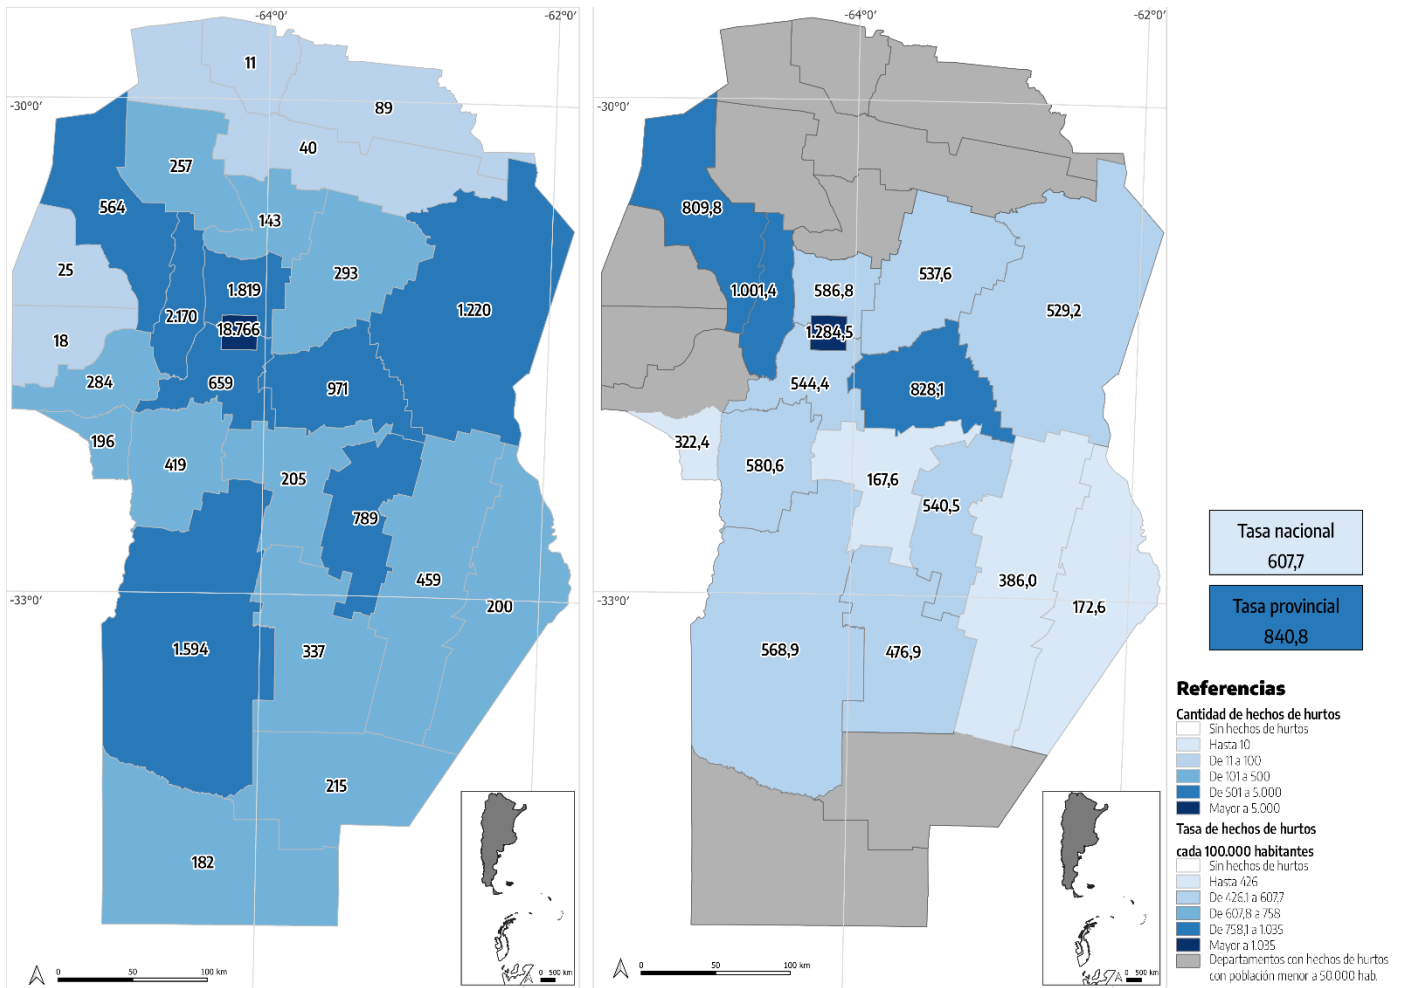 -64°0'
-62°0'
-30°0'
-33°0'
11
89
40
257
564
143
25
293
1.819
1.220
2.170
18.766
18
284
659
971
196
419
205
789
459
200
1.594
337
215
182
0
50
100 km
0 500 km
-64°0'
-62°0'
-30°0'
-33°0'
809,8
537,6
1.001,4
586,8
529,2
1.284,5
544,4
828,1
322,4
580,6
167,6
540,5
386,0
172,6
568,9
476,9
0
50
100 km
0 500 km
Tasa nacional
607,7
Tasa provincial
840,8
Referencias
Cantidad de hechos de hurtos
Sin hechos de hurtos
Hasta 10
De 11 a 100
De 101 a 500
De 501 a 5.000
Mayor a 5.000
Tasa de hechos de hurtos
cada 100.000 habitantes
Sin hechos de hurtos
Hasta 426
De 426,1 a 607,7
De 607,8 a 758
De 758,1 a 1.035
Mayor a 1.035
Departamentos con hechos de hurtos
con población menor a 50.000 hab.